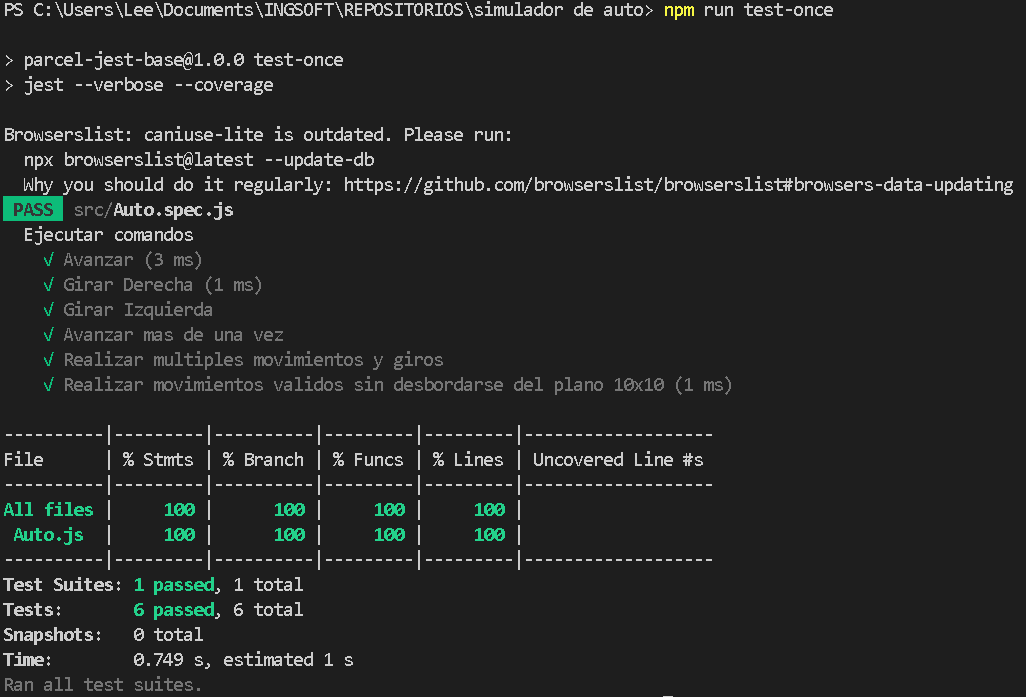 PS C:\Users\Lee\Documents\INGSOFT\REPOSITORIOS\simulador de auto> npm run test-once
> parcel-jest-base@1.0.0 test-once
> jest --verbose --coverage
Browserslist: caniuse-lite is outdated. Please run:
  npx browserslist@latest --update-db
  Why you should do it regularly: https://github.com/browserslist/browserslist#browsers-data-updating
PASS src/Auto.spec.js
  Ejecutar comandos
    √ Avanzar (3 ms)
    √ Girar Derecha (1 ms)
    √ Girar Izquierda
    √ Avanzar mas de una vez
    √ Realizar multiples movimientos y giros
    √ Realizar movimientos validos sin desbordarse del plano 10x10 (1 ms)
----------|---------|----------|---------|---------|-------------------
File      | % Stmts | % Branch | % Funcs | % Lines | Uncovered Line #s
----------|---------|----------|---------|---------|-------------------
All files |     100 |      100 |     100 |     100 |
 Auto.js  |     100 |      100 |     100 |     100 |
----------|---------|----------|---------|---------|-------------------
Test Suites: 1 passed, 1 total
Tests:       6 passed, 6 total
Snapshots:   0 total
Time:        0.749 s, estimated 1 s
Ran all test suites.